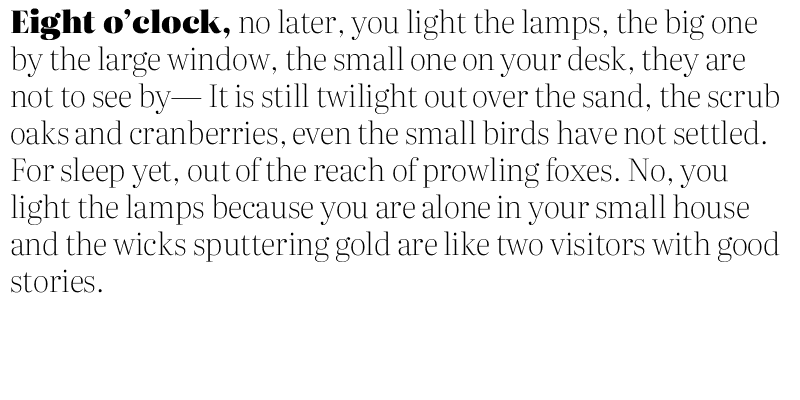 Eight o’clock, no later, you light the lamps, the big one
by the large window, the small one on your desk, they are
not to see by— It is still twilight out over the sand, the scrub
oaks and cranberries, even the small birds have not settled.
For sleep yet, out of the reach of prowling foxes. No, you
light the lamps because you are alone in your small house
and the wicks sputtering gold are like two visitors with good
stories.